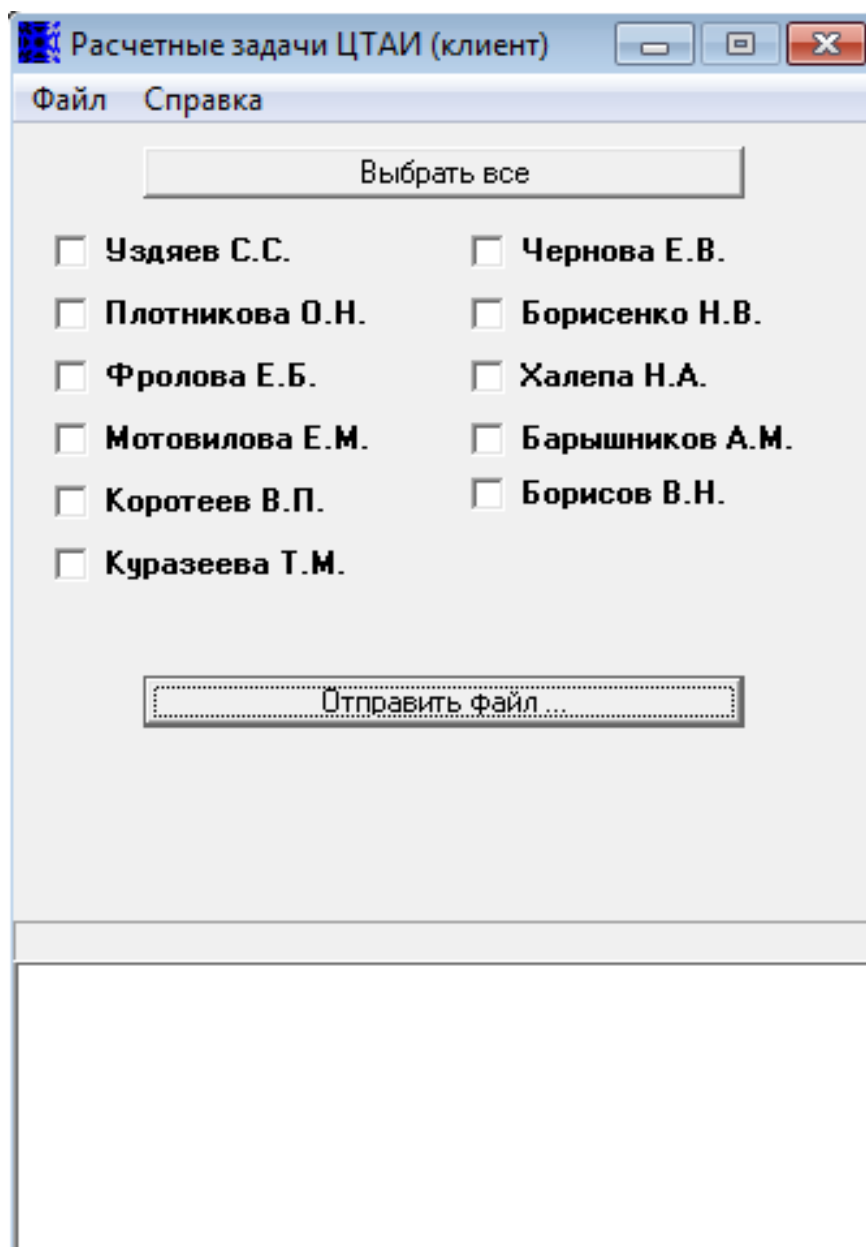 Расчетные задачи ЦТАИ (клиент)
Файл Справка
Выбрать все
Уздяев С.С.
Плотникова О.Н.
Фролова Е.Б.
Мотовилова Е.М.
Коротеев В.П.
Куразеева Т.М.
Чернова Е.В.
Борисенко Н.В.
Халепа Н.А.
Барышников А.М.
Борисов В.Н.
Отправить файл ...